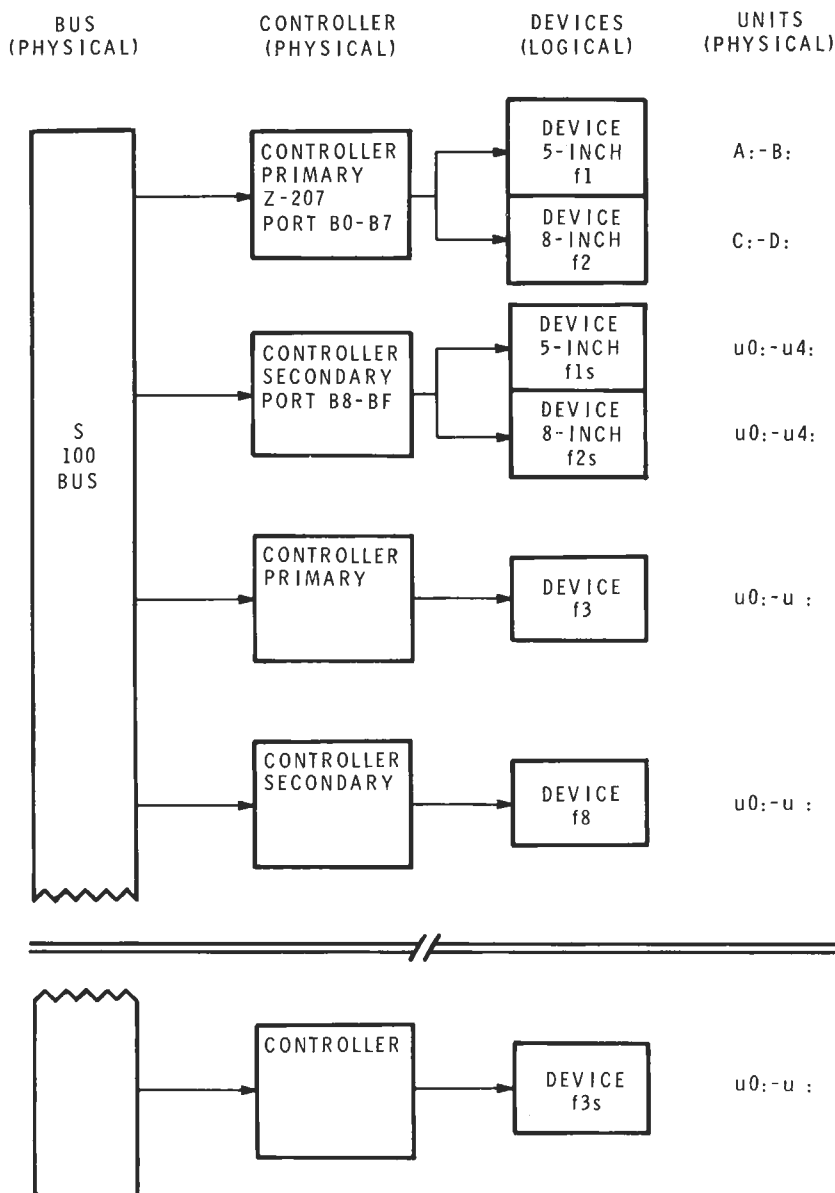 BUS
(PHYSICAL)
CONTROLLER
(PHYSICAL)
DEVICES
(LOGICAL)
UNITS
(PHYSICAL)
S
100
BUS
CONTROLLER
PRIMARY
Z-207
PORT B0-B7
DEVICE
5-INCH
f1
A:-B:
DEVICE
8-INCH
f2
C:-D:
CONTROLLER
SECONDARY
PORT B8-BF
DEVICE
5-INCH
f1s
u0:-u4:
DEVICE
8-INCH
f2s
u0:-u4:
CONTROLLER
PRIMARY
DEVICE
f3
u0:-u :
CONTROLLER
SECONDARY
DEVICE
f8
u0:-u :
CONTROLLER
DEVICE
f3s
u0:-u :